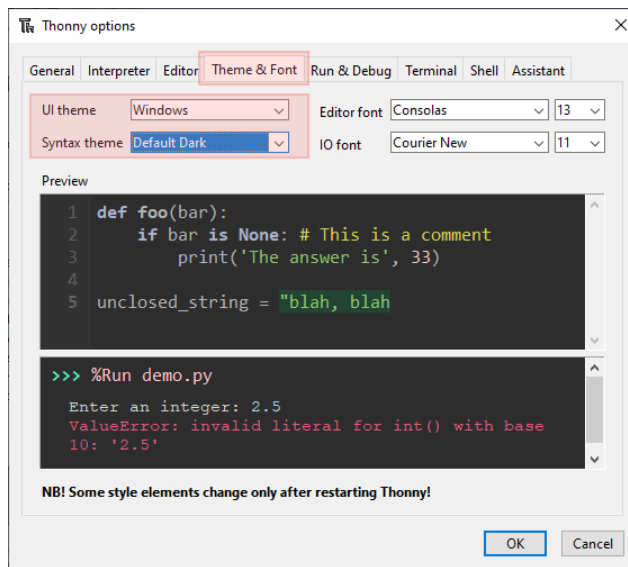 Thonny options
General Interpreter Editor Theme & Font Run & Debug Terminal Shell Assistant
UI theme Windows Editor font Consolas 13
Syntax theme Default Dark IO font Courier New 11
Preview
1 def foo(bar):
2 if bar is None: # This is a comment
3 print('The answer is', 33)
4
5 unclosed_string = "blah, blah
>>> %Run demo.py
Enter an integer: 2.5
ValueError: invalid literal for int() with base
10: '2.5'
NB! Some style elements change only after restarting Thonny!
OK Cancel